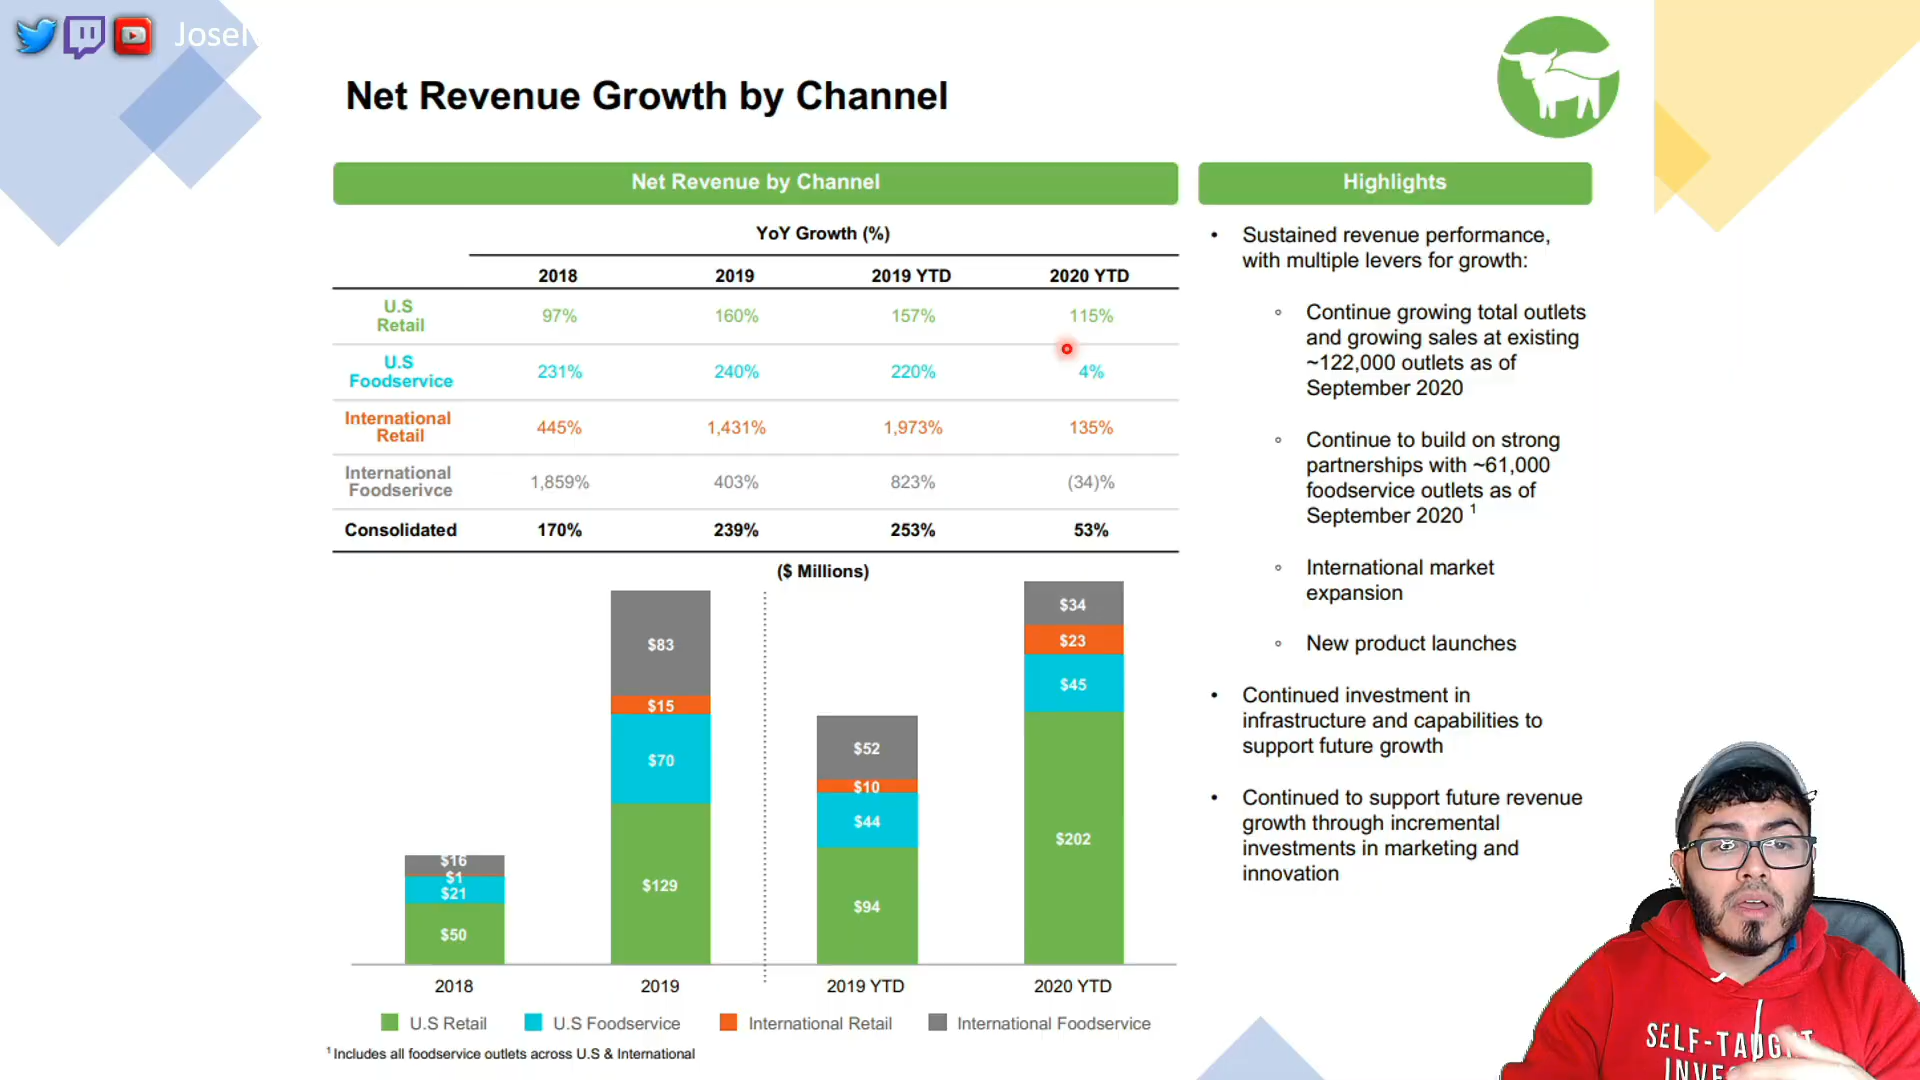 Net Revenue Growth by Channel
Net Revenue by Channel
YoY Growth (%)
2018 2019 2019 YTD 2020 YTD
U.S
Retail
97% 160% 157% 115%
U.S
Foodservice
231% 240% 220% 4%
International
Retail
445% 1,431% 1,973% 135%
International
Foodserivce
1,859% 403% 823% (34)%
Consolidated 170% 239% 253% 53%
($ Millions)
$16
$1
$21
$50
$83
$15
$70
$129
$52
$10
$44
$94
$34
$23
$45
$202
2018 2019 2019 YTD 2020 YTD
U.S Retail U.S Foodservice International Retail International Foodservice
1 Includes all foodservice outlets across U.S & International
Highlights
• Sustained revenue performance,
with multiple levers for growth:
◦ Continue growing total outlets
and growing sales at existing
~122,000 outlets as of
September 2020
◦ Continue to build on strong
partnerships with ~61,000
foodservice outlets as of
September 2020 1
◦ International market
expansion
◦ New product launches
• Continued investment in
infrastructure and capabilities to
support future growth
• Continued to support future revenue
growth through incremental
investments in marketing and
innovation